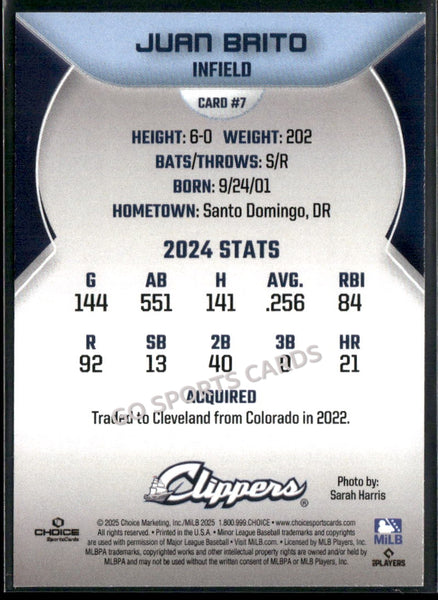 JUAN BRITO
INFIELD
CARD #7
HEIGHT: 6-0 WEIGHT: 202
BATS/THROWS: S/R
BORN: 9/24/01
HOMETOWN: Santo Domingo, DR
2024 STATS
G AB H AVG. RBI
144 551 141 .256 84
R SB 2B 3B HR
92 13 40 0 21
GO SPORTS CARDS
ACQUIRED
Traded to Cleveland from Colorado in 2022.
Clippers®
Photo by:
Sarah Harris
CHOICE
SportsCards
© 2025 Choice Marketing, Inc./MiLB 2025 1.800.999.CHOICE • www.choicesportscards.com
All rights reserved. • Printed in the U.S.A. • Minor League Baseball trademarks and copyrights
are used with permission of Major League Baseball • Visit MiLB.com. • Licensed by MLB Players, Inc.
MLBPA trademarks, copyrighted works and other intellectual property rights are owned and/or held by
MLBPA and may not be used without the written consent of MLBPA or MLB Players, Inc.
MiLB
PLAYERS